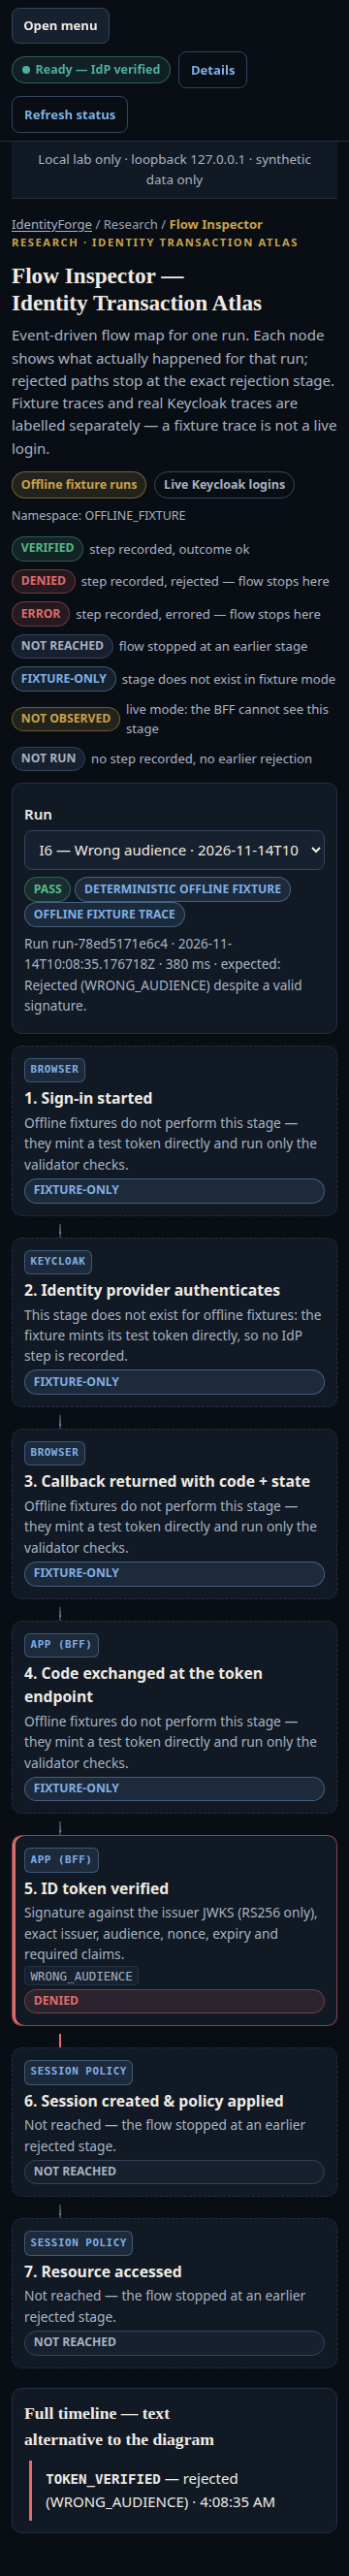 Open menu
Ready — IdP verified
Details
Refresh status
Local lab only · loopback 127.0.0.1 · synthetic
data only
IdentityForge / Research / Flow Inspector
RESEARCH · IDENTITY TRANSACTION ATLAS
Flow Inspector —
Identity Transaction Atlas
Event-driven flow map for one run. Each node
shows what actually happened for that run;
rejected paths stop at the exact rejection stage.
Fixture traces and real Keycloak traces are
labelled separately — a fixture trace is not a live
login.
Offline fixture runs
Live Keycloak logins
Namespace: OFFLINE_FIXTURE
VERIFIED step recorded, outcome ok
DENIED step recorded, rejected — flow stops here
ERROR step recorded, errored — flow stops here
NOT REACHED flow stopped at an earlier stage
FIXTURE-ONLY stage does not exist in fixture mode
NOT OBSERVED live mode: the BFF cannot see this
stage
NOT RUN no step recorded, no earlier rejection
Run
I6 — Wrong audience · 2026-11-14T10
PASS DETERMINISTIC OFFLINE FIXTURE
OFFLINE FIXTURE TRACE
Run run-78ed5171e6c4 · 2026-11-
14T10:08:35.176718Z · 380 ms · expected:
Rejected (WRONG_AUDIENCE) despite a valid
signature.
BROWSER
1. Sign-in started
Offline fixtures do not perform this stage —
they mint a test token directly and run only the
validator checks.
FIXTURE-ONLY
KEYCLOAK
2. Identity provider authenticates
This stage does not exist for offline fixtures: the
fixture mints its test token directly, so no IdP
step is recorded.
FIXTURE-ONLY
BROWSER
3. Callback returned with code + state
Offline fixtures do not perform this stage —
they mint a test token directly and run only the
validator checks.
FIXTURE-ONLY
APP (BFF)
4. Code exchanged at the token
endpoint
Offline fixtures do not perform this stage —
they mint a test token directly and run only the
validator checks.
FIXTURE-ONLY
APP (BFF)
5. ID token verified
Signature against the issuer JWKS (RS256 only),
exact issuer, audience, nonce, expiry and
required claims.
WRONG_AUDIENCE
DENIED
SESSION POLICY
6. Session created & policy applied
Not reached — the flow stopped at an earlier
rejected stage.
NOT REACHED
SESSION POLICY
7. Resource accessed
Not reached — the flow stopped at an earlier
rejected stage.
NOT REACHED
Full timeline — text
alternative to the diagram
TOKEN_VERIFIED — rejected
(WRONG_AUDIENCE) · 4:08:35 AM